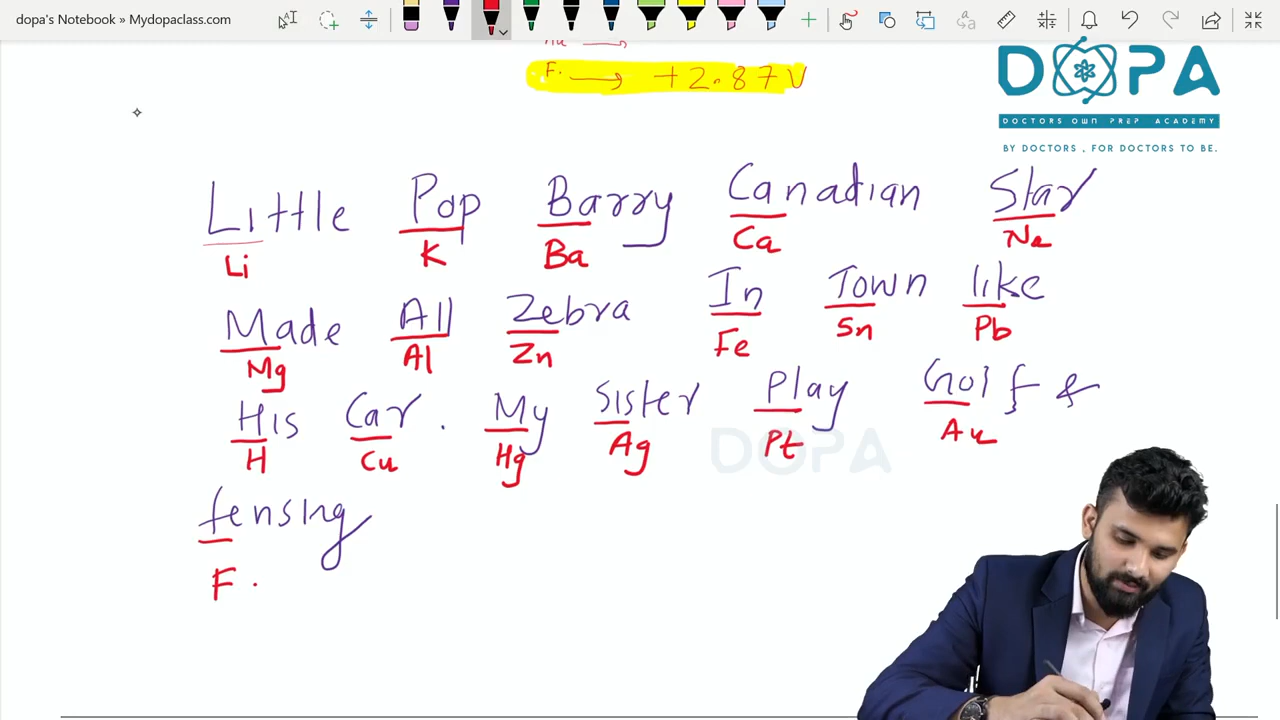 dopa's Notebook » Mydopaclass.com
F. → +2.87 V
DOPA
DOCTORS OWN PREP ACADEMY
BY DOCTORS , FOR DOCTORS TO BE.
Little Pop Barry Canadian Star
Li K Ba Ca Na
Made All Zebra In Town like
Mg Al Zn Fe Sn Pb
His Car. My Sister Play Golf &
H Cu Hg Ag Pt Au
DOPA
fensing
F.